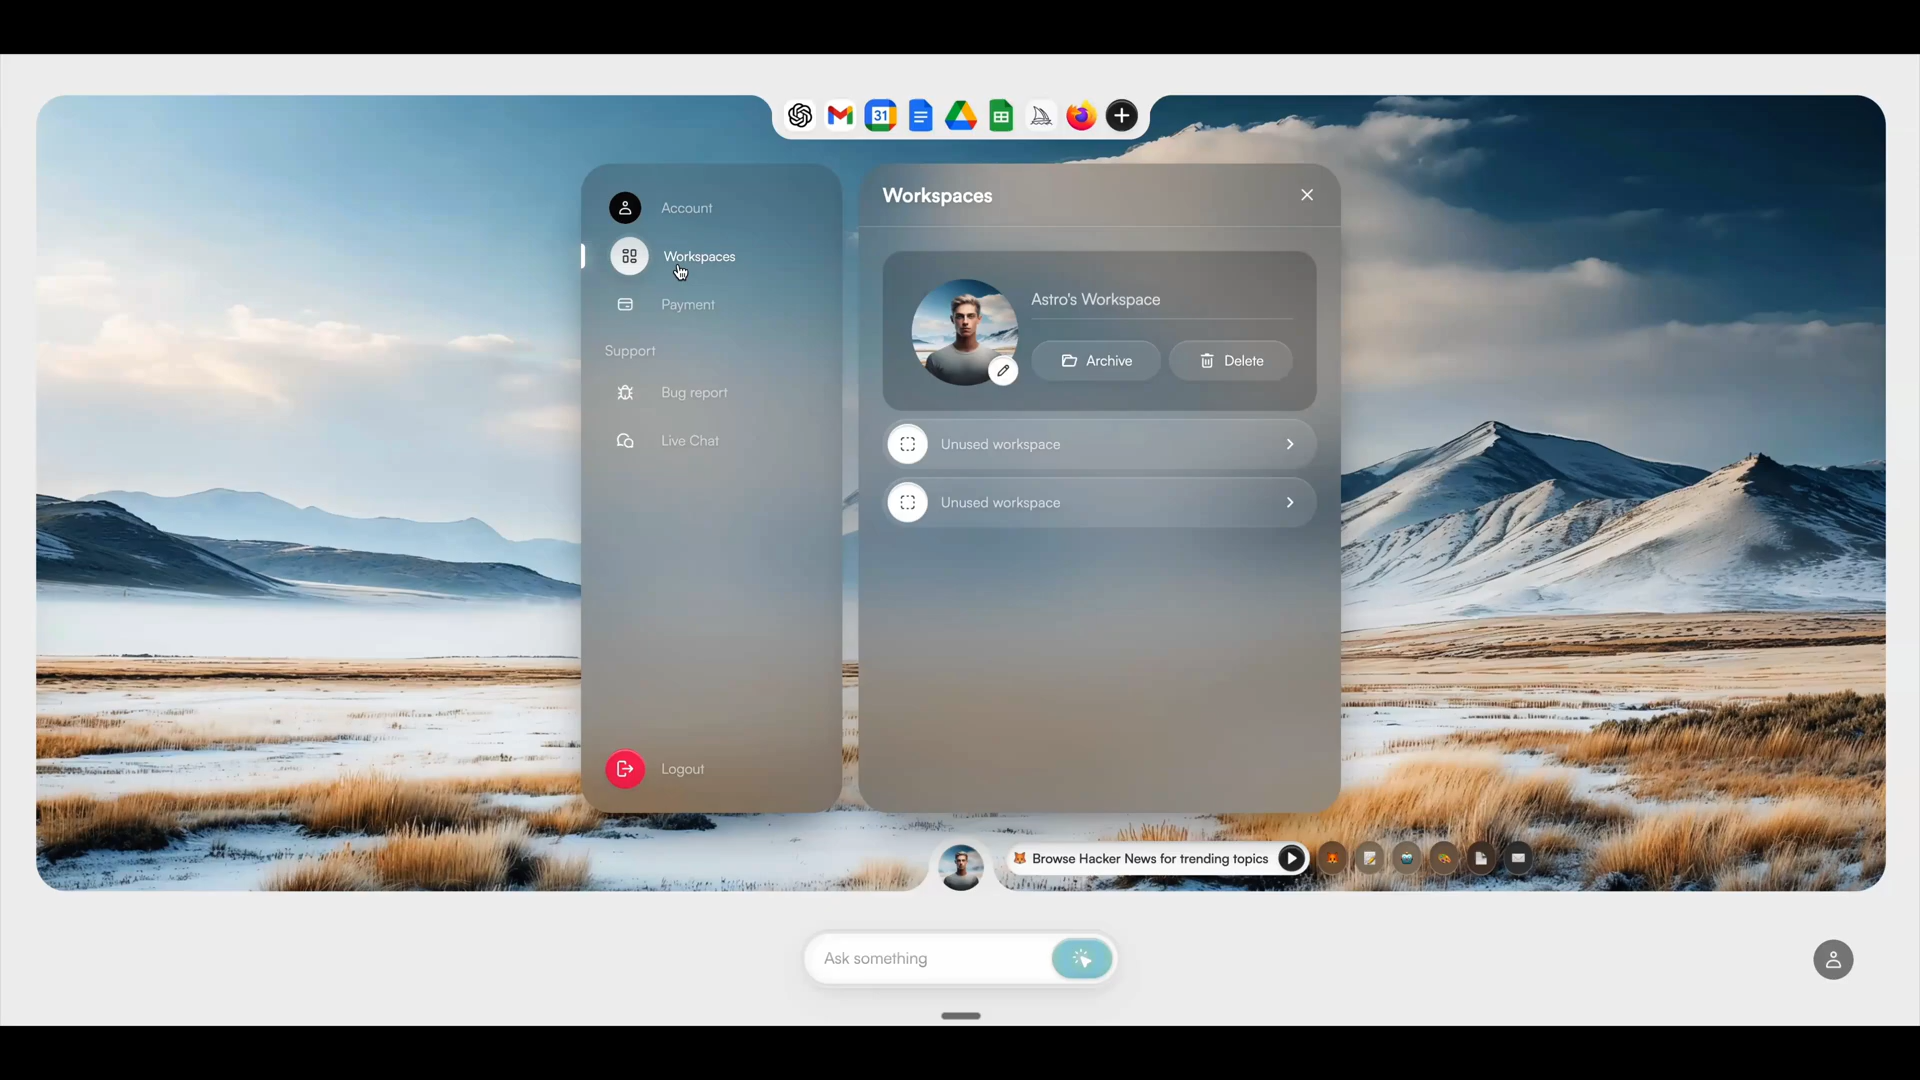 31
Account
Workspaces
Payment
Support
Bug report
Live Chat
Logout
Workspaces
Astro's Workspace
Archive
Delete
Unused workspace
Unused workspace
Browse Hacker News for trending topics
Ask something